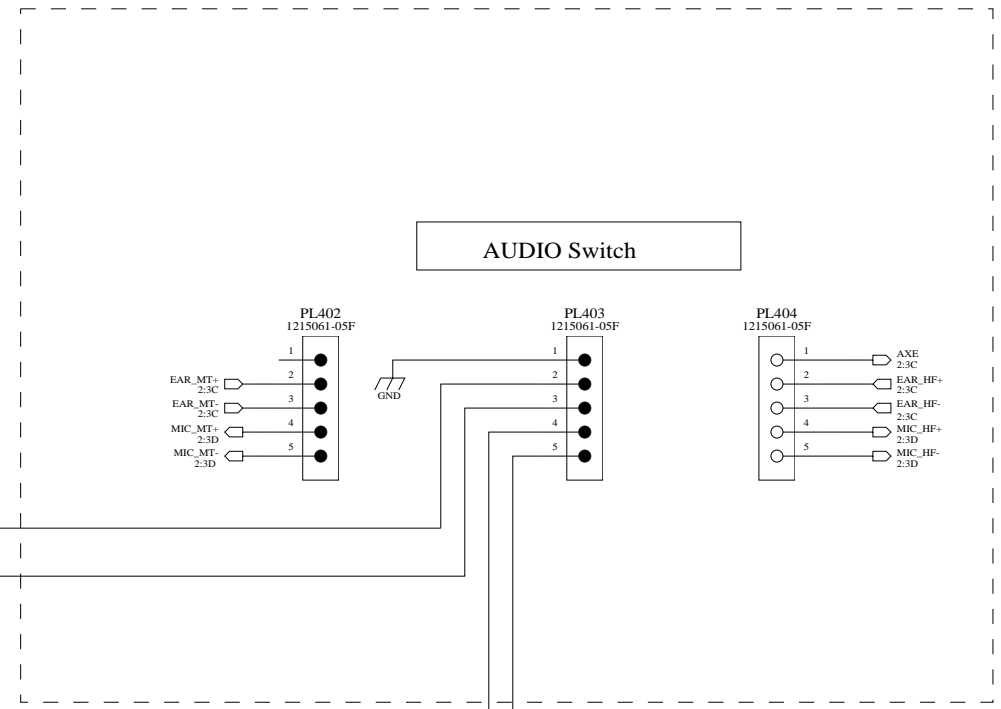 AUDIO Switch
PL402
1215061-05F
1
2
3
4
5
EAR_MT+
2:3C
EAR_MT-
2:3C
MIC_MT+
2:3D
MIC_MT-
2:3D
GND
PL403
1215061-05F
1
2
3
4
5
PL404
1215061-05F
1
2
3
4
5
AXE
2:3C
EAR_HF+
2:3C
EAR_HF-
2:3C
MIC_HF+
2:3D
MIC_HF-
2:3D